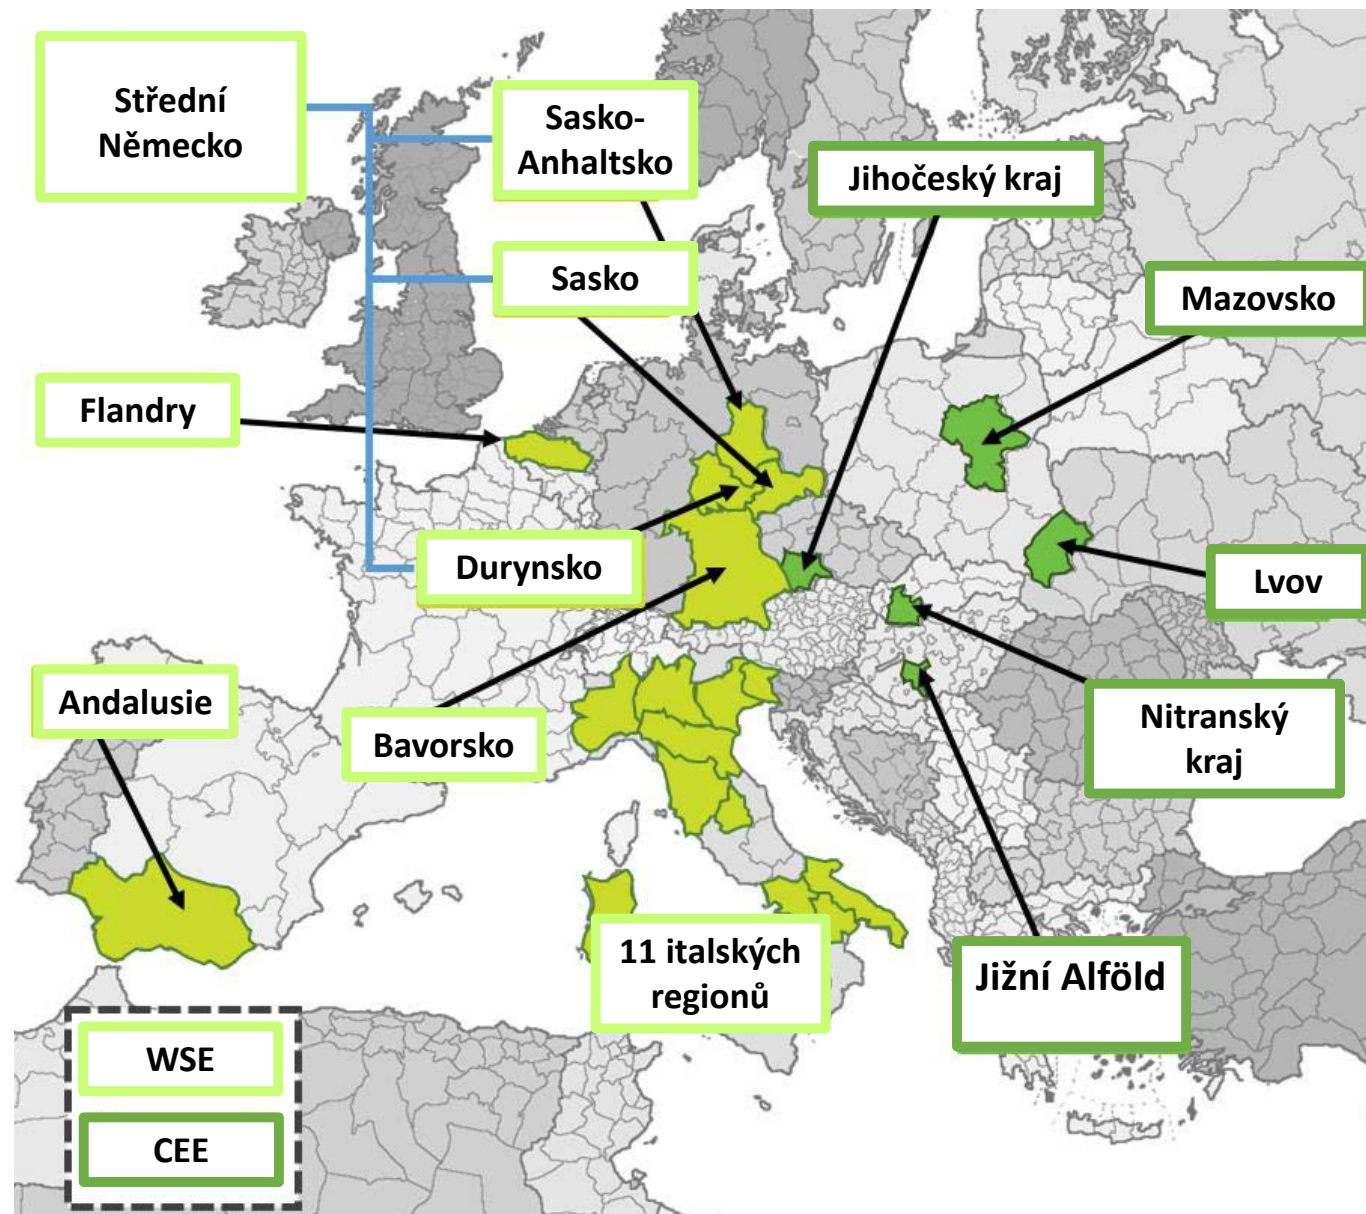 Střední
Německo
Sasko-
Anhaltsko
Jihočeský kraj
Sasko
Mazovsko
Flandry
Durynsko
Lvov
Andalusie
Bavorsko
Nitranský
kraj
11 italských
regionů
Jižní Alföld
WSE
CEE